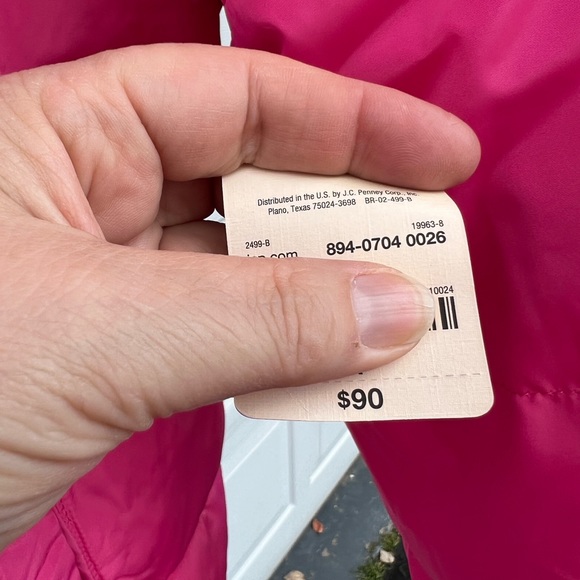 Distributed in the U.S. by J.C. Penney Corp., Inc.
Plano, Texas 75024-3698 BR-02-499-B
19963-8
2499-B
894-0704 0026
.com
10024
$90